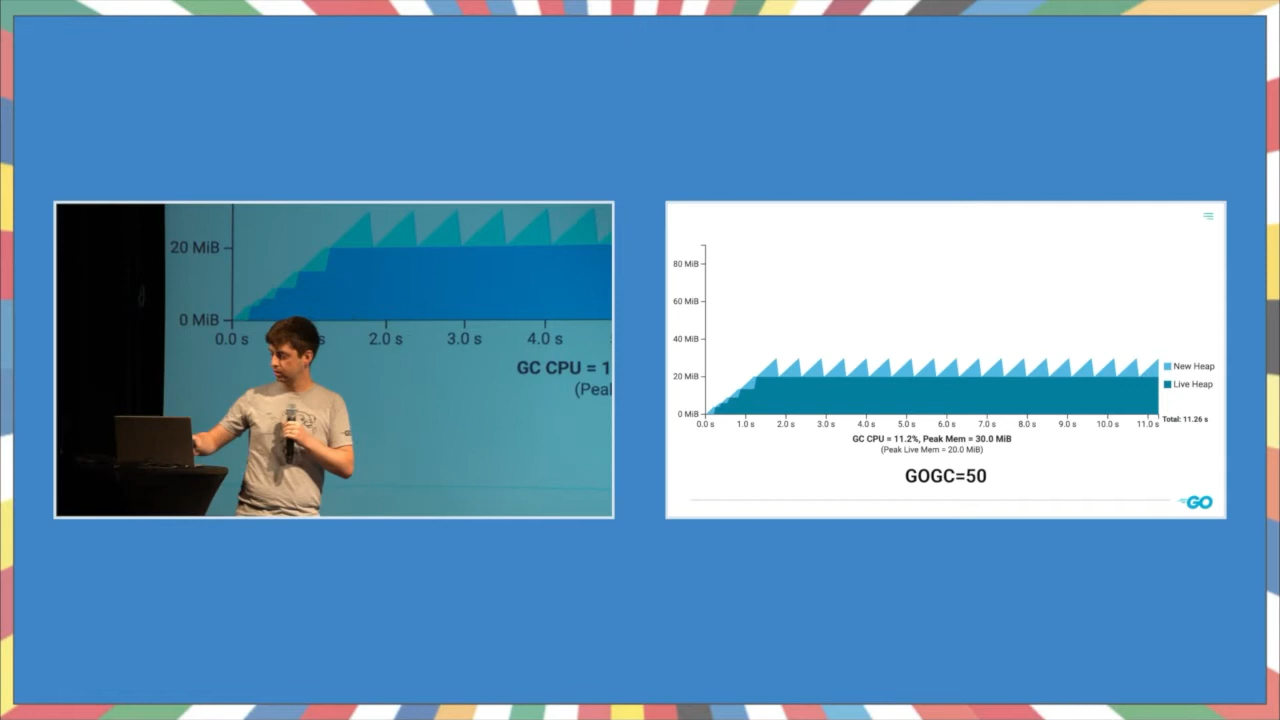 20 MiB
0 MiB
0.0 s
s
2.0 s
3.0 s
4.0 s
GC CPU = 1
(Peal
80 MiB
60 MiB
40 MiB
20 MiB
0 MiB
0.0 s 1.0 s 2.0 s 3.0 s 4.0 s 5.0 s 6.0 s 7.0 s 8.0 s 9.0 s 10.0 s 11.0 s
New Heap
Live Heap
Total: 11.26 s
GC CPU = 11.2%, Peak Mem = 30.0 MiB
(Peak Live Mem = 20.0 MiB)
GOGC=50
GO